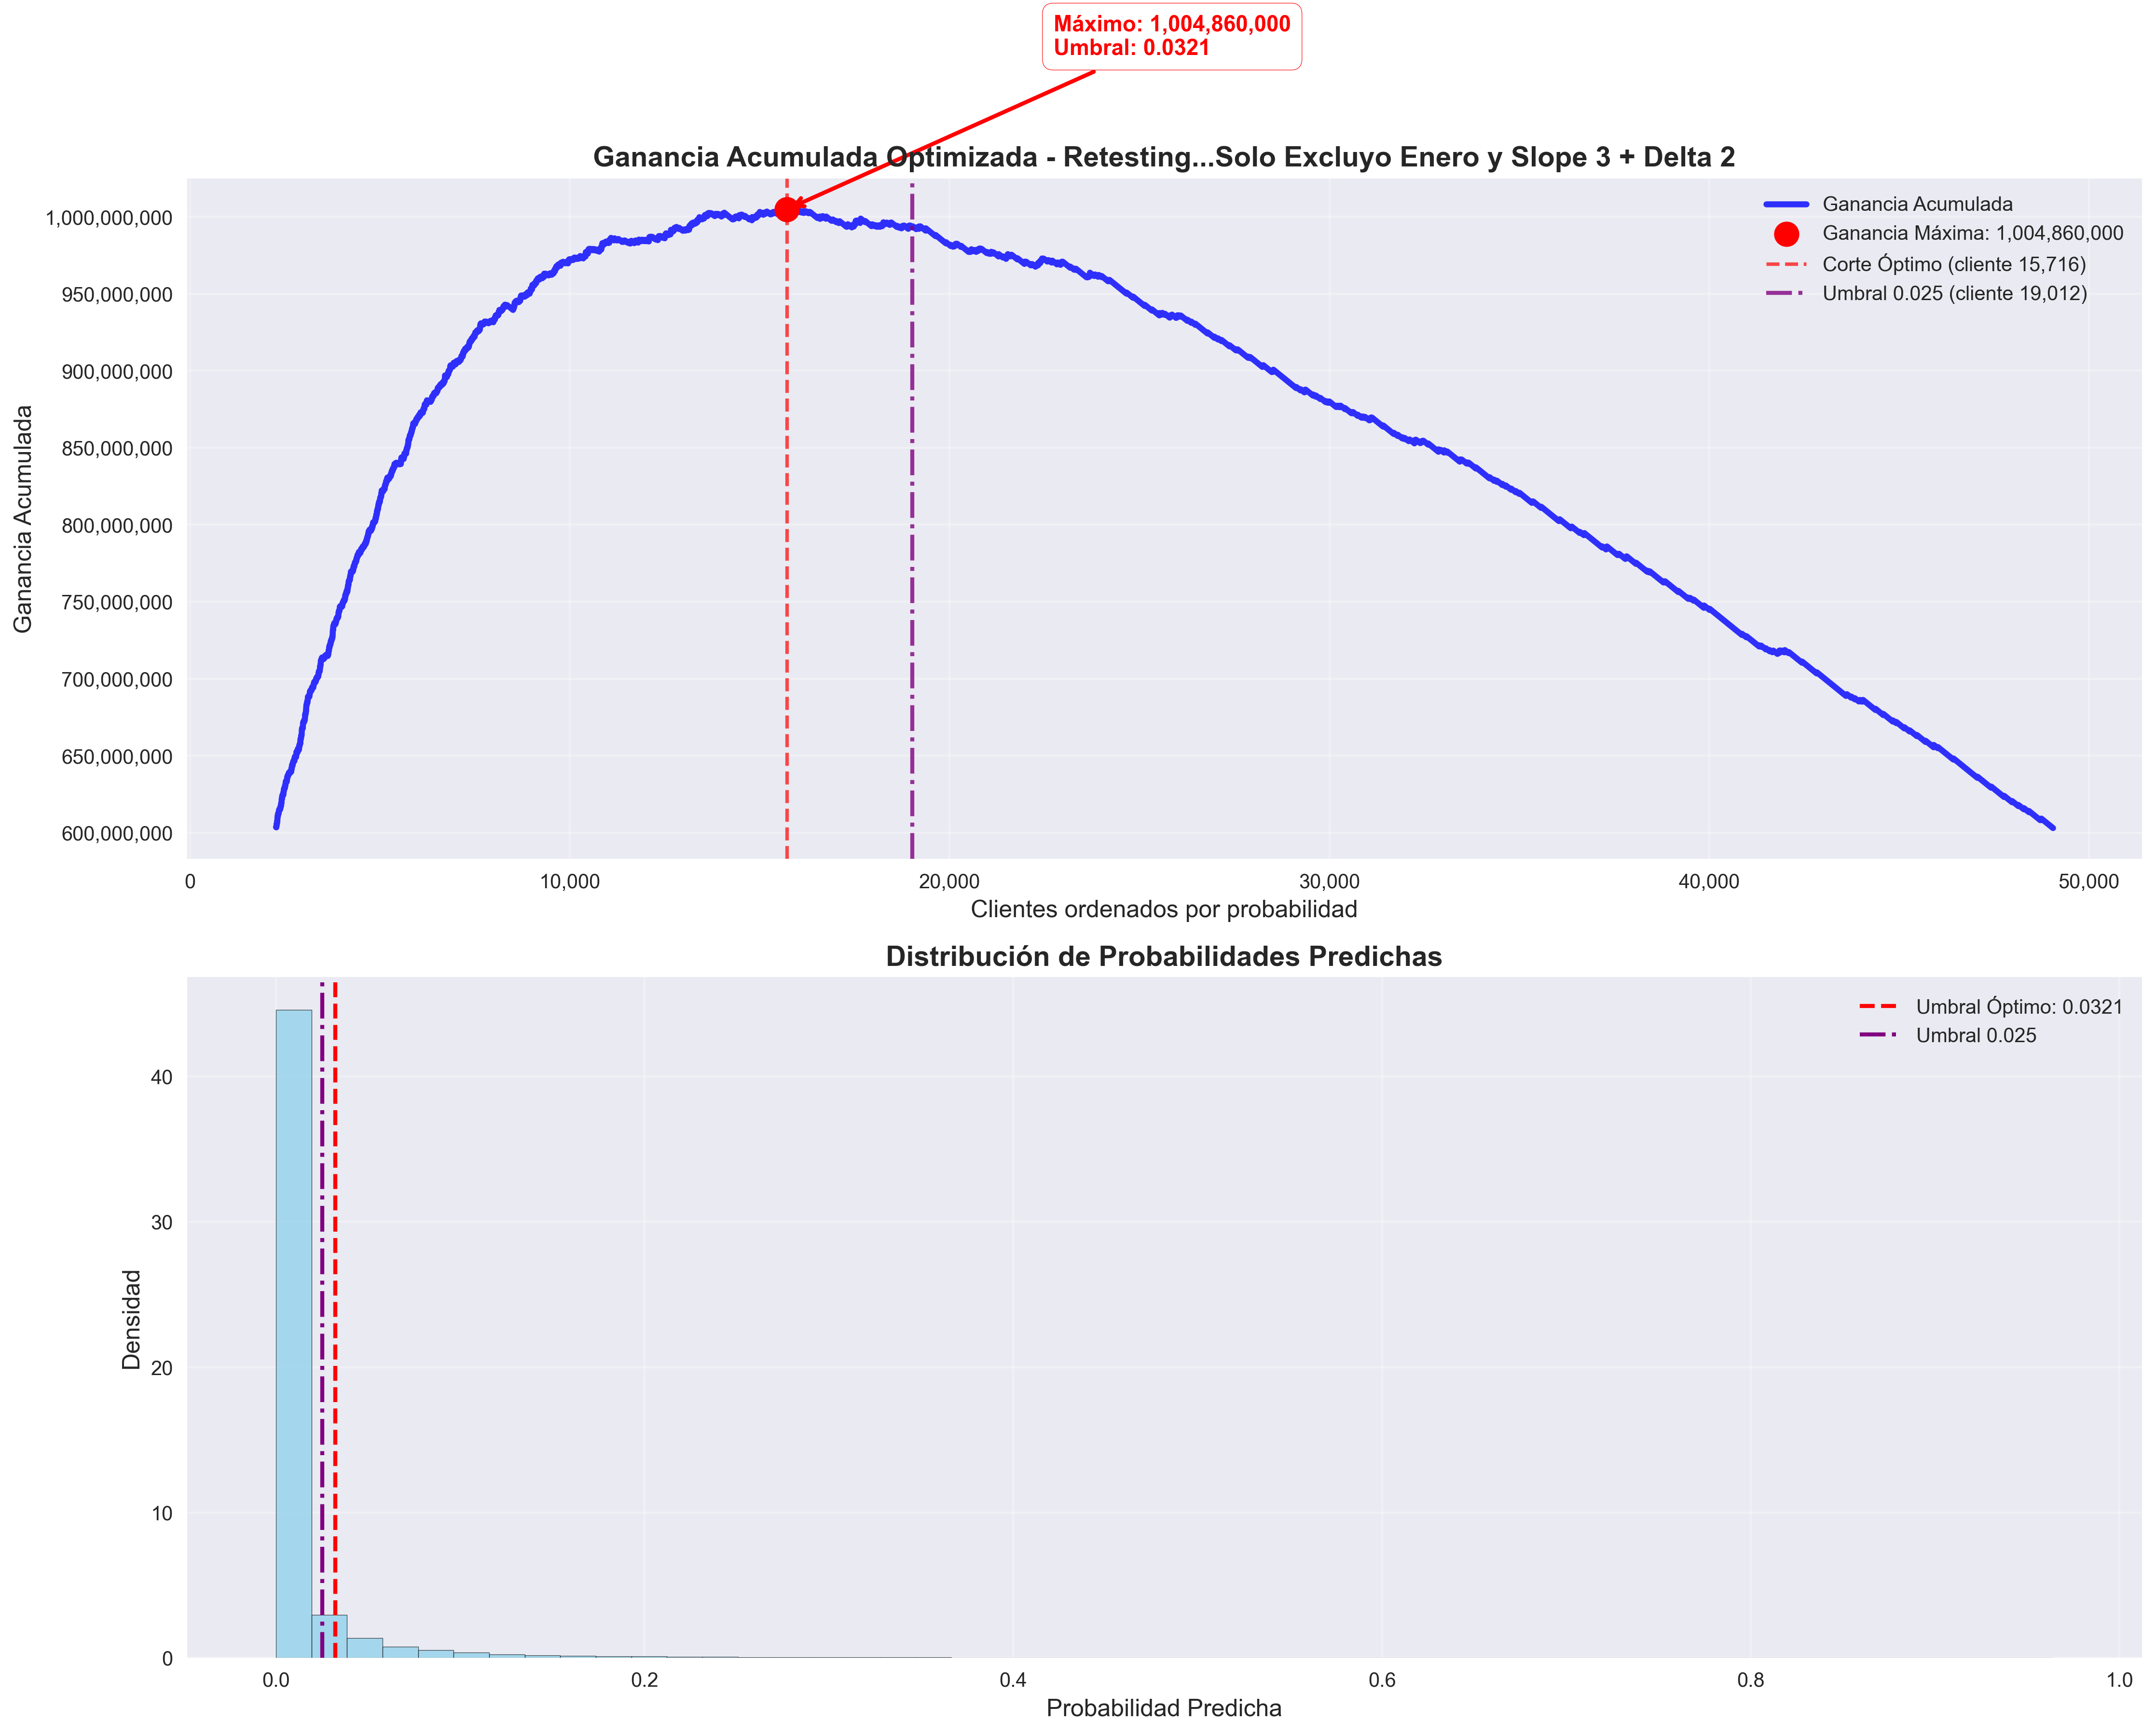 Máximo: 1,004,860,000
Umbral: 0.0321
Ganancia Acumulada Optimizada - Retesting...Solo Excluyo Enero y Slope 3 + Delta 2
Ganancia Acumulada
Ganancia Máxima: 1,004,860,000
Corte Óptimo (cliente 15,716)
Umbral 0.025 (cliente 19,012)
Ganancia Acumulada
1,000,000,000
950,000,000
900,000,000
850,000,000
800,000,000
750,000,000
700,000,000
650,000,000
600,000,000
0
10,000
20,000
30,000
40,000
50,000
Clientes ordenados por probabilidad
Distribución de Probabilidades Predichas
Umbral Óptimo: 0.0321
Umbral 0.025
Densidad
40
30
20
10
0
0.0
0.2
0.4
0.6
0.8
1.0
Probabilidad Predicha